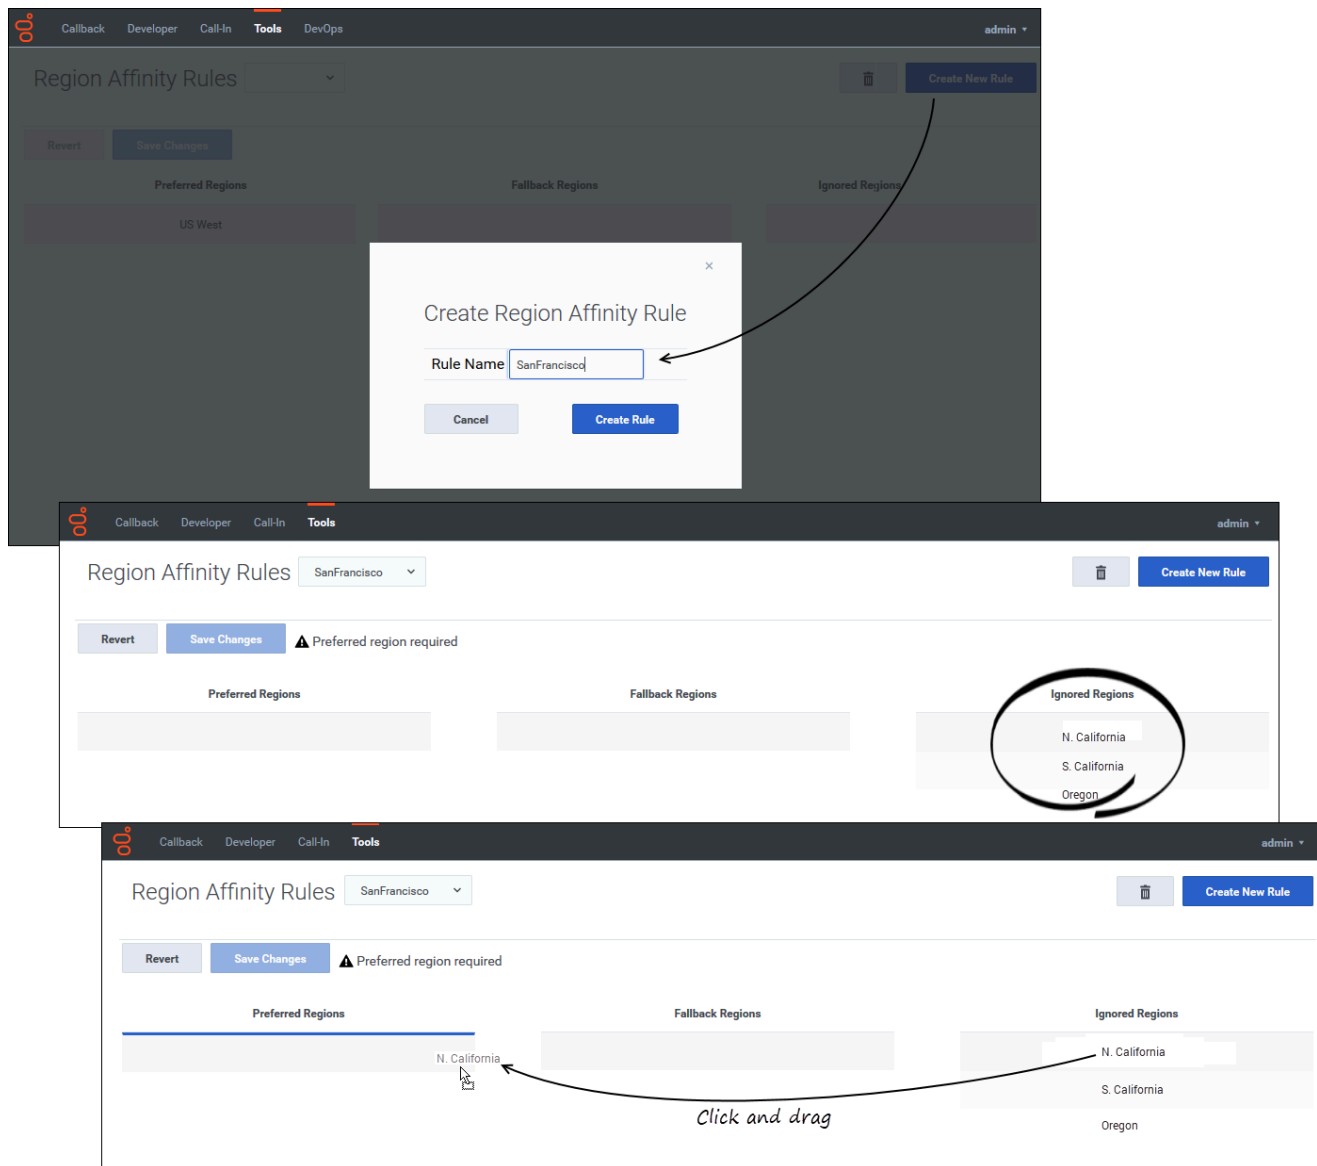 Callback Developer Call-In Tools DevOps admin
Region Affinity Rules Create New Rule
Revert Save Changes
Preferred Regions Fallback Regions Ignored Regions
US West
×
Create Region Affinity Rule
Rule Name SanFrancisco
Cancel Create Rule
Callback Developer Call-In Tools admin
Region Affinity Rules SanFrancisco Create New Rule
Revert Save Changes Preferred region required
Preferred Regions Fallback Regions Ignored Regions
N. California
S. California
Oregon
Callback Developer Call-In Tools admin
Region Affinity Rules SanFrancisco Create New Rule
Revert Save Changes Preferred region required
Preferred Regions Fallback Regions Ignored Regions
N. California N. California
S. California
Click and drag
Oregon